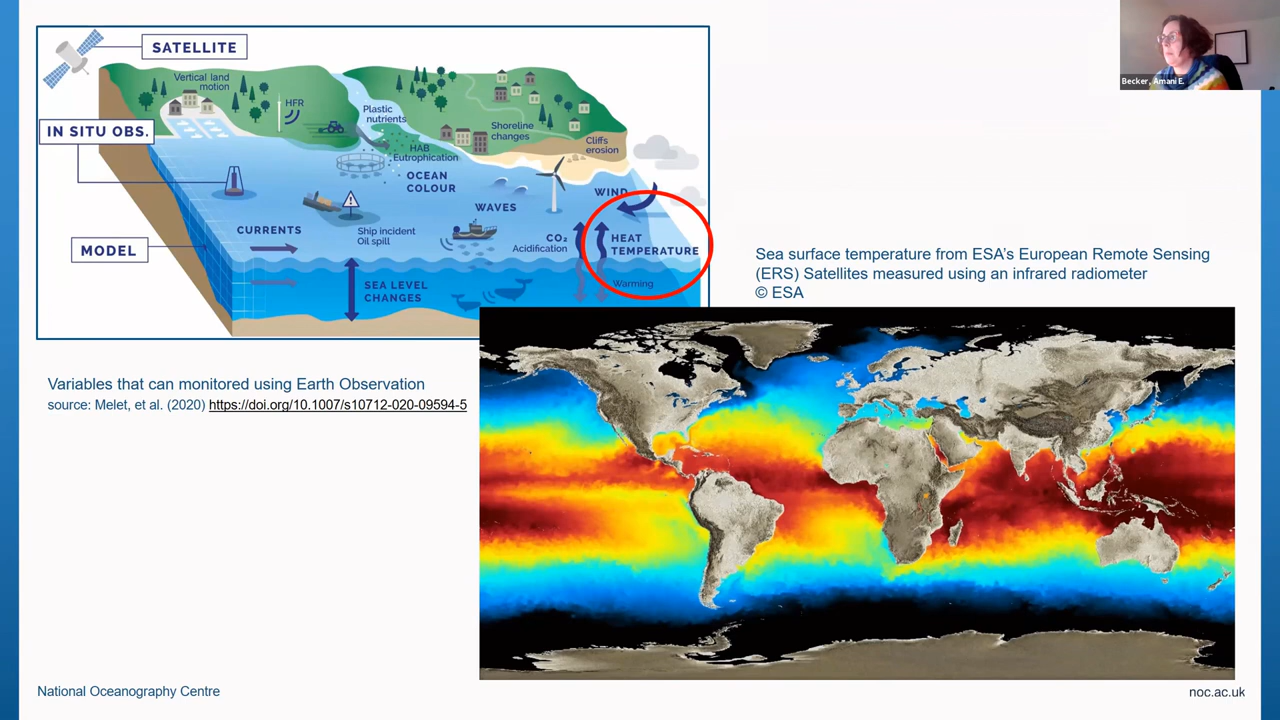 SATELLITE
Vertical land
motion
HFR
Plastic
nutrients
IN SITU OBS.
Shoreline
changes
Cliffs
erosion
HAB
Eutrophication
OCEAN
COLOUR
WIND
WAVES
CURRENTS
Ship incident
Oil spill
CO₂
Acidification
HEAT
TEMPERATURE
MODEL
SEA LEVEL
CHANGES
Warming
Becker, Amani E.
Sea surface temperature from ESA's European Remote Sensing
(ERS) Satellites measured using an infrared radiometer
© ESA
Variables that can monitored using Earth Observation
source: Melet, et al. (2020) https://doi.org/10.1007/s10712-020-09594-5
National Oceanography Centre
noc.ac.uk